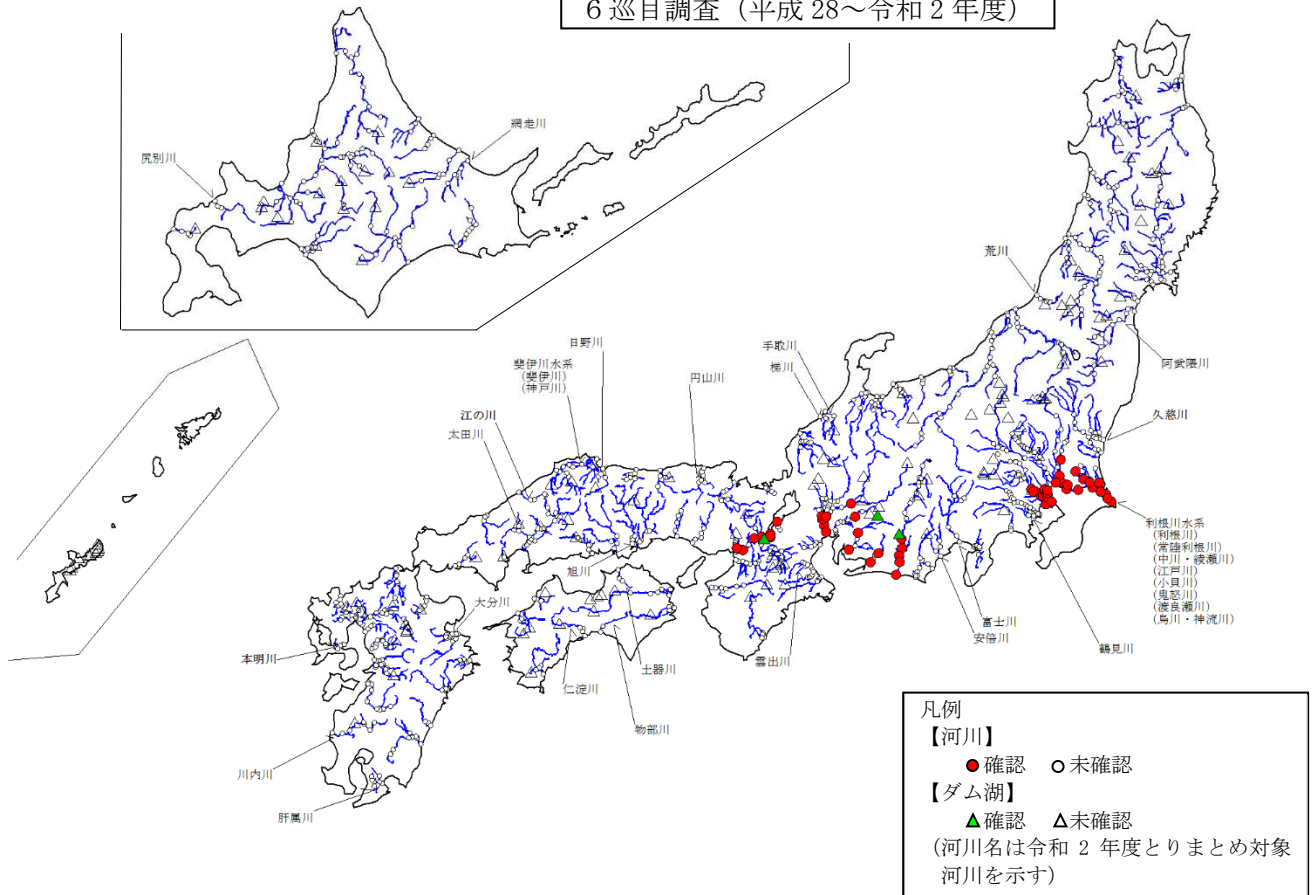 6巡目調査（平成 28～令和 2 年度）
網走川
尻別川
荒川
日野川
手取川
斐伊川水系
(斐伊川)
(神戸川)
梯川
円山川
阿武隈川
江の川
太田川
久慈川
利根川水系
(利根川)
(常陸利根川)
(中川・綾瀬川)
(江戸川)
(小貝川)
(鬼怒川)
(渡良瀬川)
(烏川・神流川)
旭川
大分川
富士川
安倍川
鶴見川
本明川
土器川
雲出川
仁淀川
物部川
川内川
肝属川
凡例
【河川】
●確認 ○未確認
【ダム湖】
▲確認 △未確認
(河川名は令和 2 年度とりまとめ対象
河川を示す)